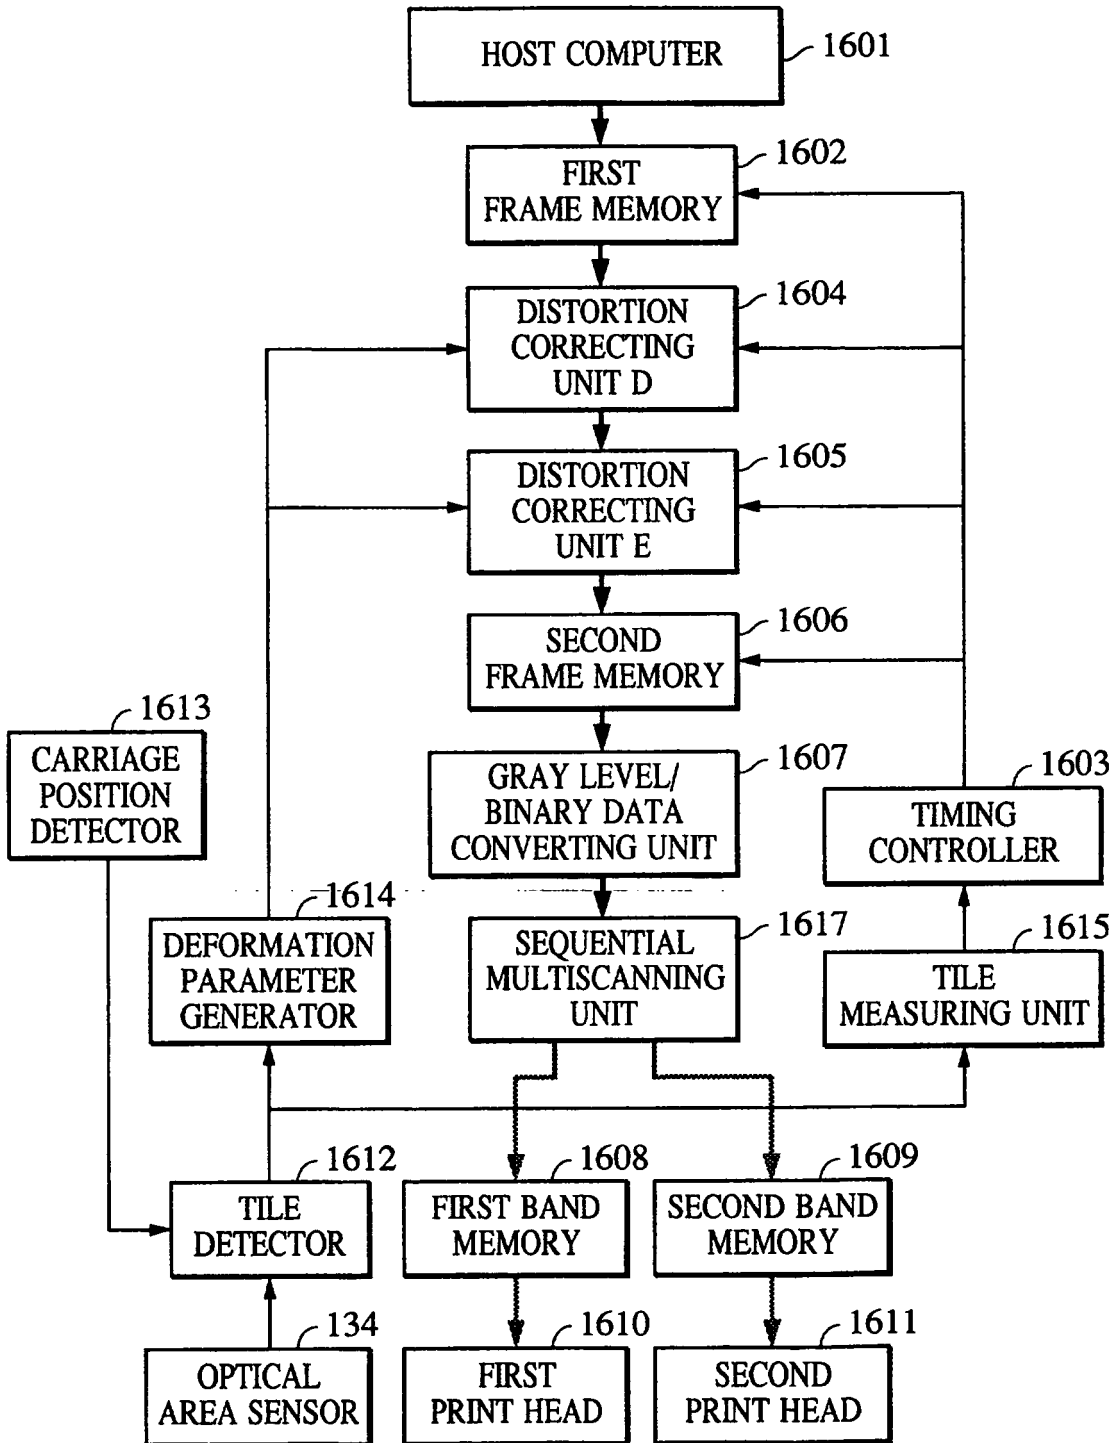 HOST COMPUTER
1601
1602
FIRST
FRAME MEMORY
1604
DISTORTION
CORRECTING
UNIT D
1605
DISTORTION
CORRECTING
UNIT E
1606
SECOND
FRAME MEMORY
1613
CARRIAGE
POSITION
DETECTOR
1607
GRAY LEVEL/
BINARY DATA
CONVERTING UNIT
1603
TIMING
CONTROLLER
1614
DEFORMATION
PARAMETER
GENERATOR
1617
SEQUENTIAL
MULTISCANNING
UNIT
1615
TILE
MEASURING UNIT
1612
TILE
DETECTOR
1608
FIRST BAND
MEMORY
1609
SECOND BAND
MEMORY
134
OPTICAL
AREA SENSOR
1610
FIRST
PRINT HEAD
1611
SECOND
PRINT HEAD